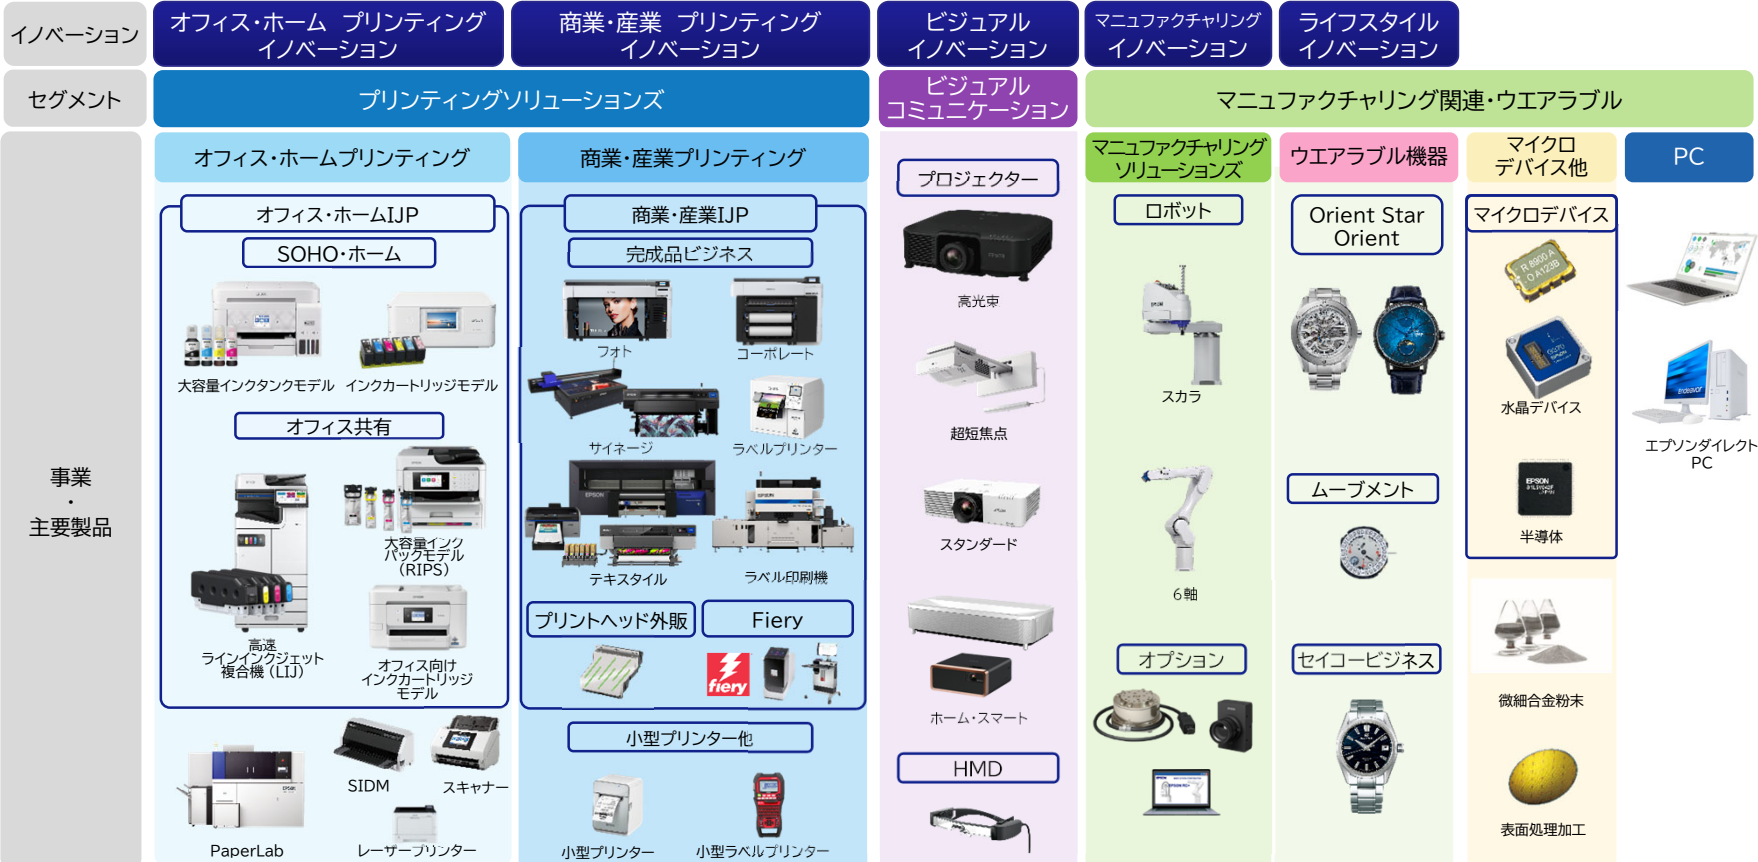 イノベーション
オフィス・ホーム プリンティング
イノベーション
商業・産業 プリンティング
イノベーション
ビジュアル
イノベーション
マニュファクチャリング
イノベーション
ライフスタイル
イノベーション
セグメント
プリンティングソリューションズ
ビジュアル
コミュニケーション
マニュファクチャリング関連・ウエアラブル
事業
・
主要製品
オフィス・ホームプリンティング
オフィス・ホームIJP
SOHO・ホーム
大容量インクタンクモデル
インクカートリッジモデル
オフィス共有
大容量インク
パックモデル
(RIPS)
高速
ラインインクジェット
複合機(LIJ)
オフィス向け
インクカートリッジ
モデル
PaperLab
SIDM
スキャナー
レーザープリンター
商業・産業プリンティング
商業・産業IJP
完成品ビジネス
フォト
コーポレート
サイネージ
ラベルプリンター
EPSON
EPSON
テキスタイル
ラベル印刷機
プリントヘッド外販
Fiery
fiery
小型プリンター他
小型プリンター
小型ラベルプリンター
プロジェクター
高光束
超短焦点
スタンダード
ホーム・スマート
HMD
マニュファクチャリング
ソリューションズ
ロボット
スカラ
6軸
オプション
ウエアラブル機器
Orient Star
Orient
ムーブメント
セイコービジネス
マイクロ
デバイス他
マイクロデバイス
R 8900 A
O A123B
水晶デバイス
EPSON
半導体
微細合金粉末
表面処理加工
PC
Endeavor
エプソンダイレクト
PC